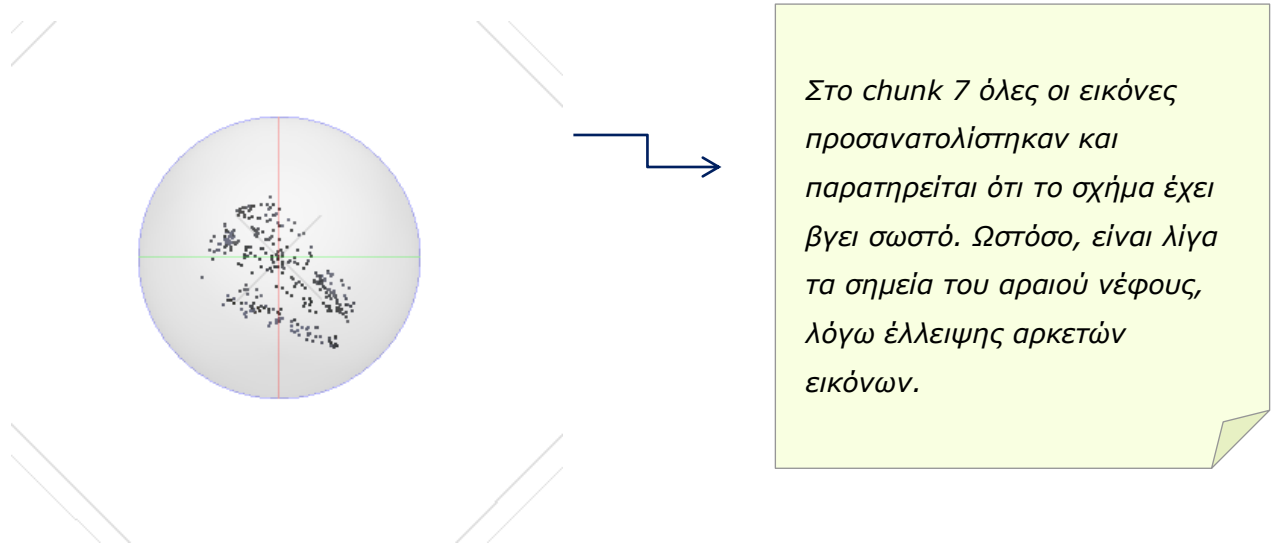 Στο chunk 7 όλες οι εικόνες
προσανατολίστηκαν και
παρατηρείται ότι το σχήμα έχει
βγει σωστό. Ωστόσο, είναι λίγα
τα σημεία του αραιού νέφους,
λόγω έλλειψης αρκετών
εικόνων.